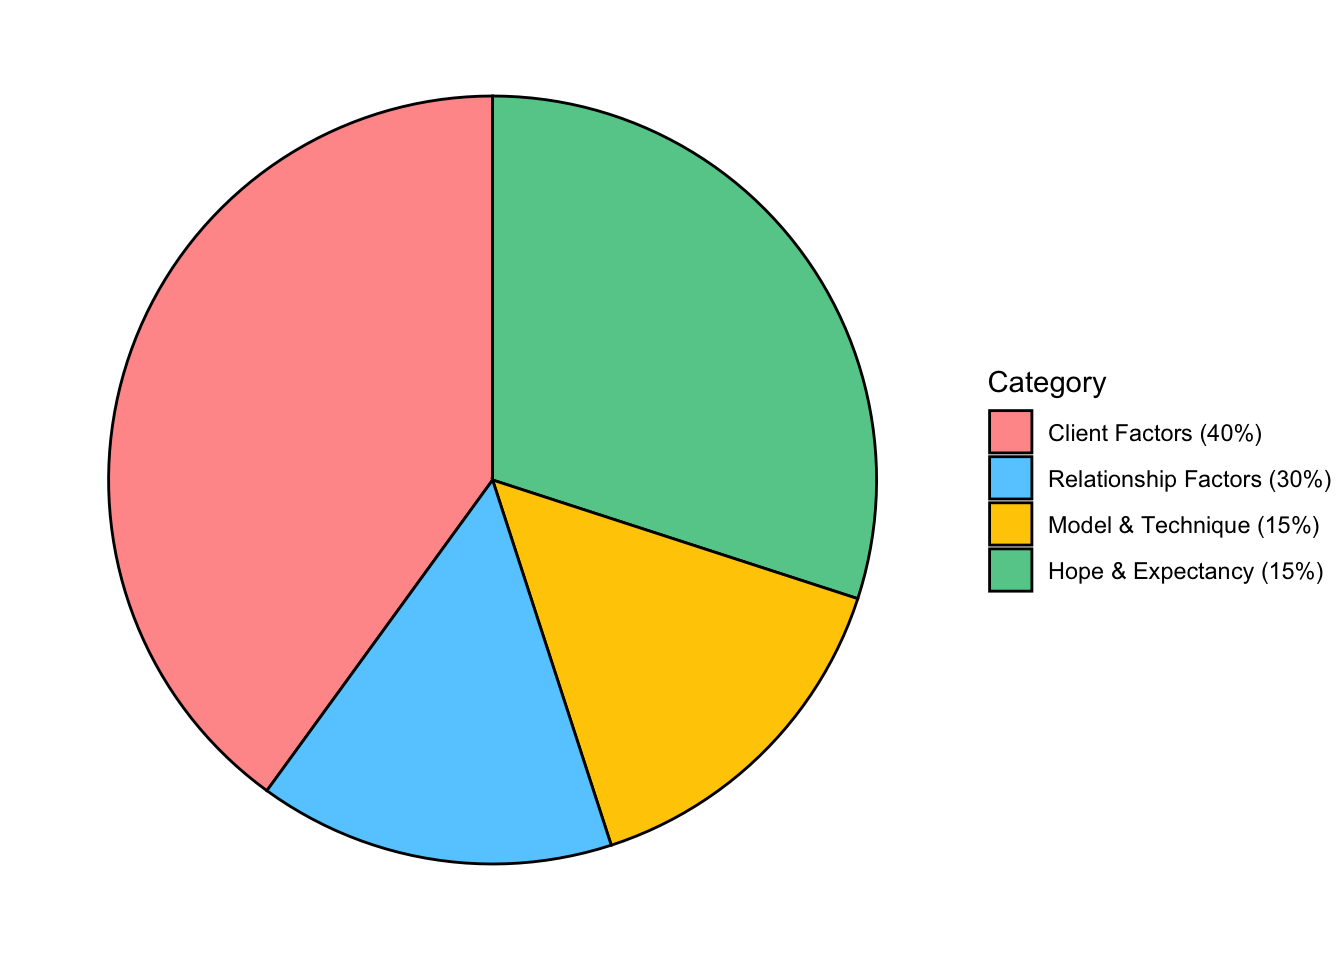 Category
Client Factors (40%)
Relationship Factors (30%)
Model & Technique (15%)
Hope & Expectancy (15%)